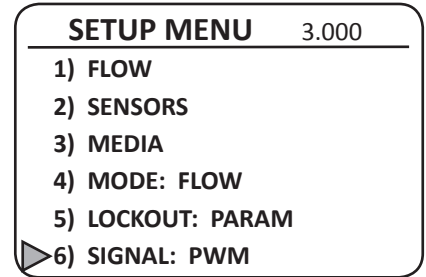 SETUP MENU 3.000
1) FLOW
2) SENSORS
3) MEDIA
4) MODE: FLOW
5) LOCKOUT: PARAM
6) SIGNAL: PWM